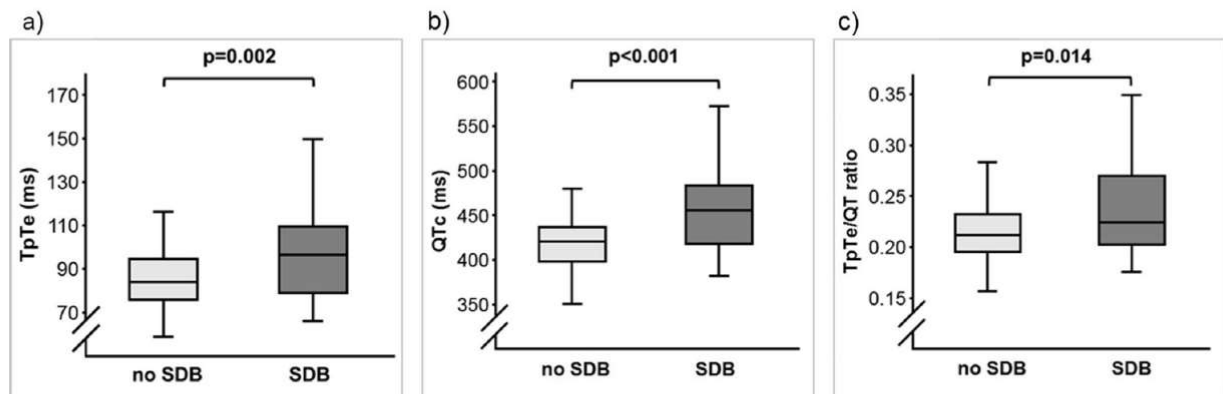 a)
p=0.002
TpTe (ms)
170
150
130
110
90
70
no SDB
SDB
b)
p<0.001
QTc (ms)
600
550
500
450
400
350
no SDB
SDB
c)
p=0.014
TpTe/QT ratio
0.35
0.30
0.25
0.20
0.15
no SDB
SDB